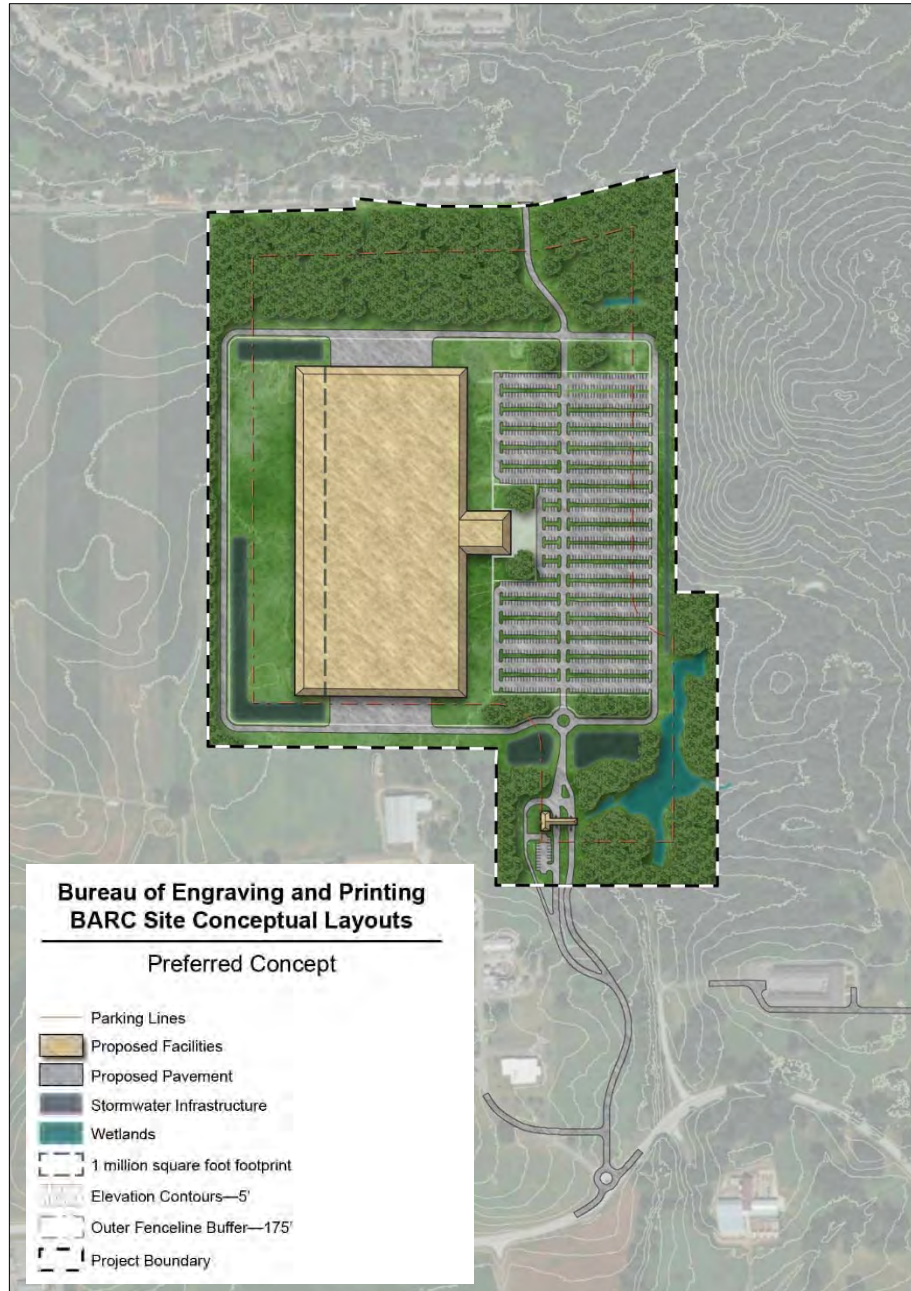 Bureau of Engraving and Printing
BARC Site Conceptual Layouts
Preferred Concept
Parking Lines
Proposed Facilities
Proposed Pavement
Stormwater Infrastructure
Wetlands
1 million square foot footprint
Elevation Contours—5'
Outer Fenceline Buffer—175'
Project Boundary